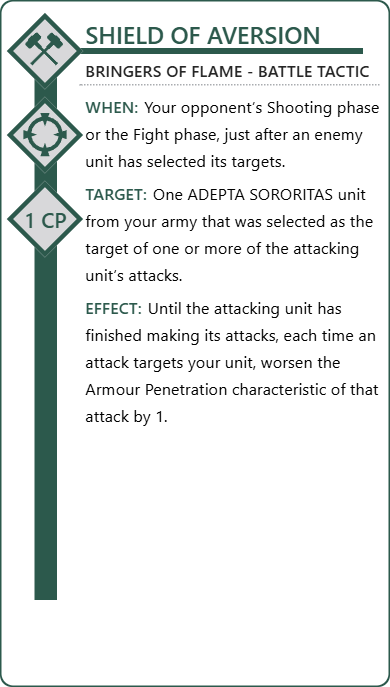 SHIELD OF AVERSION
BRINGERS OF FLAME - BATTLE TACTIC
WHEN: Your opponent's Shooting phase
or the Fight phase, just after an enemy
unit has selected its targets.
1 CP
TARGET: One ADEPTA SORORITAS unit
from your army that was selected as the
target of one or more of the attacking
unit's attacks.
EFFECT: Until the attacking unit has
finished making its attacks, each time an
attack targets your unit, worsen the
Armour Penetration characteristic of that
attack by 1.